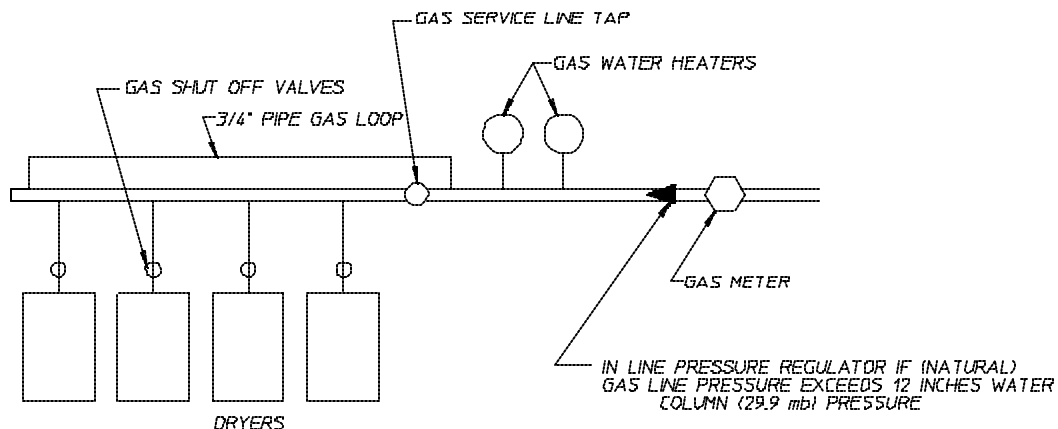 GAS SERVICE LINE TAP
GAS WATER HEATERS
GAS SHUT OFF VALVES
3/4" PIPE GAS LOOP
GAS METER
IN LINE PRESSURE REGULATOR IF (NATURAL)
GAS LINE PRESSURE EXCEEDS 12 INCHES WATER
COLUMN (29.9 mb) PRESSURE
DRYERS